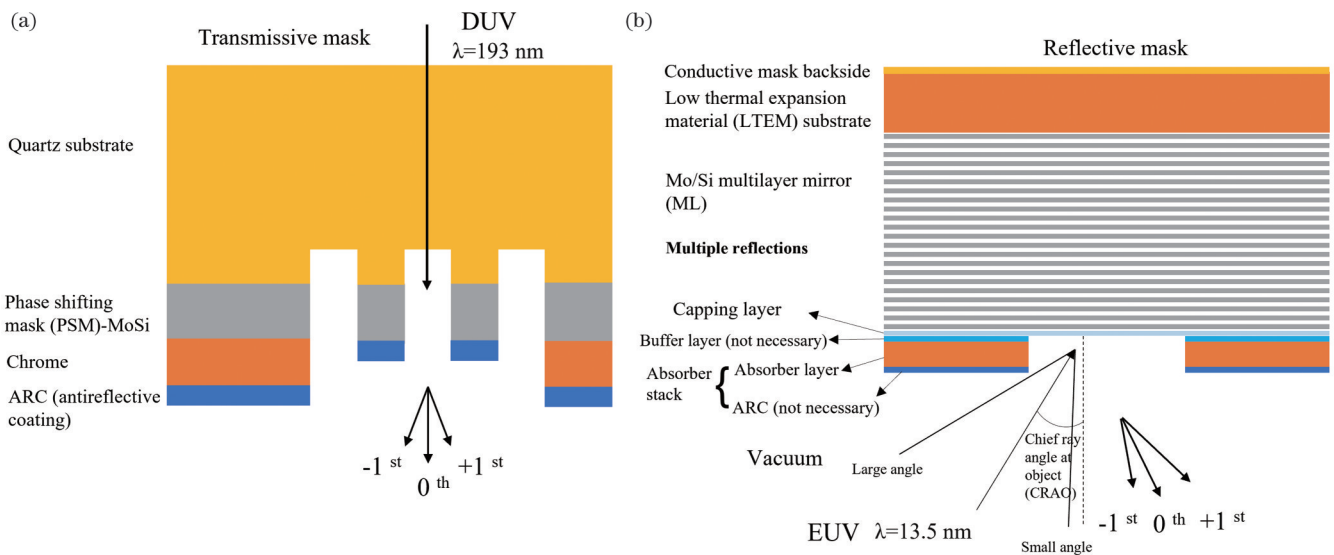 (a)
Transmissive mask
DUV
λ=193 nm
Quartz substrate
Phase shifting
mask (PSM)-MoSi
Chrome
ARC (antireflective
coating)
-1 st
0 th
+1 st
(b)
Reflective mask
Conductive mask backside
Low thermal expansion
material (LTEM) substrate
Mo/Si multilayer mirror
(ML)
Multiple reflections
Capping layer
Buffer layer (not necessary)
Absorber
stack
{
Absorber layer
ARC (not necessary)
Vacuum
Large angle
Chief ray
angle at
object
(CRAO)
EUV λ=13.5 nm
Small angle
-1 st
0 th
+1 st